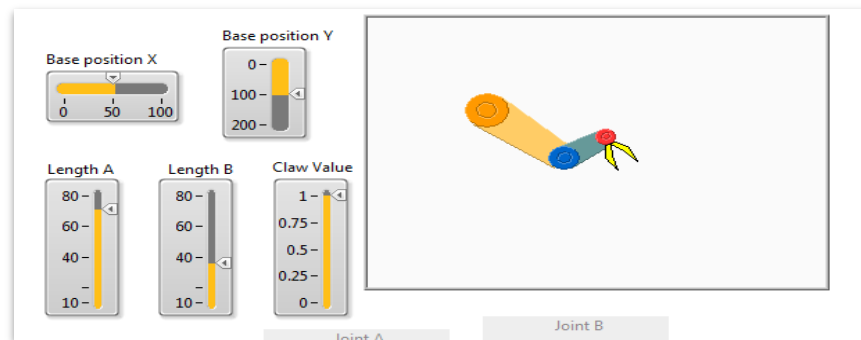 Base position X
0 50 100
Base position Y
0
100
200
Length A
80
60
40
10
Length B
80
60
40
10
Claw Value
1
0.75
0.5
0.25
0
Joint A
Joint B